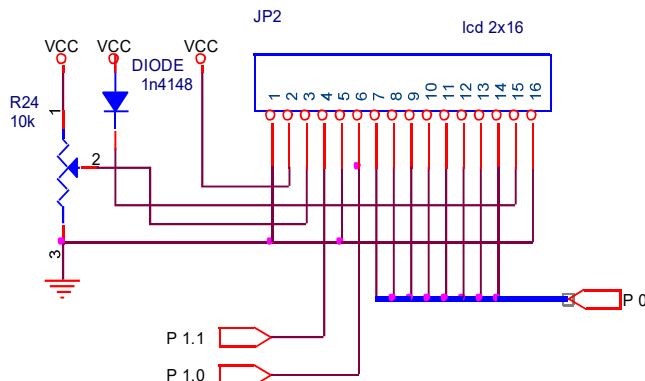 JP2
lcd 2x16
VCC VCC VCC
DIODE
1n4148
R24
10k
1
2
3
1 2 3 4 5 6 7 8 9 10 11 12 13 14 15 16
P 0
P 1.1
P 1.0